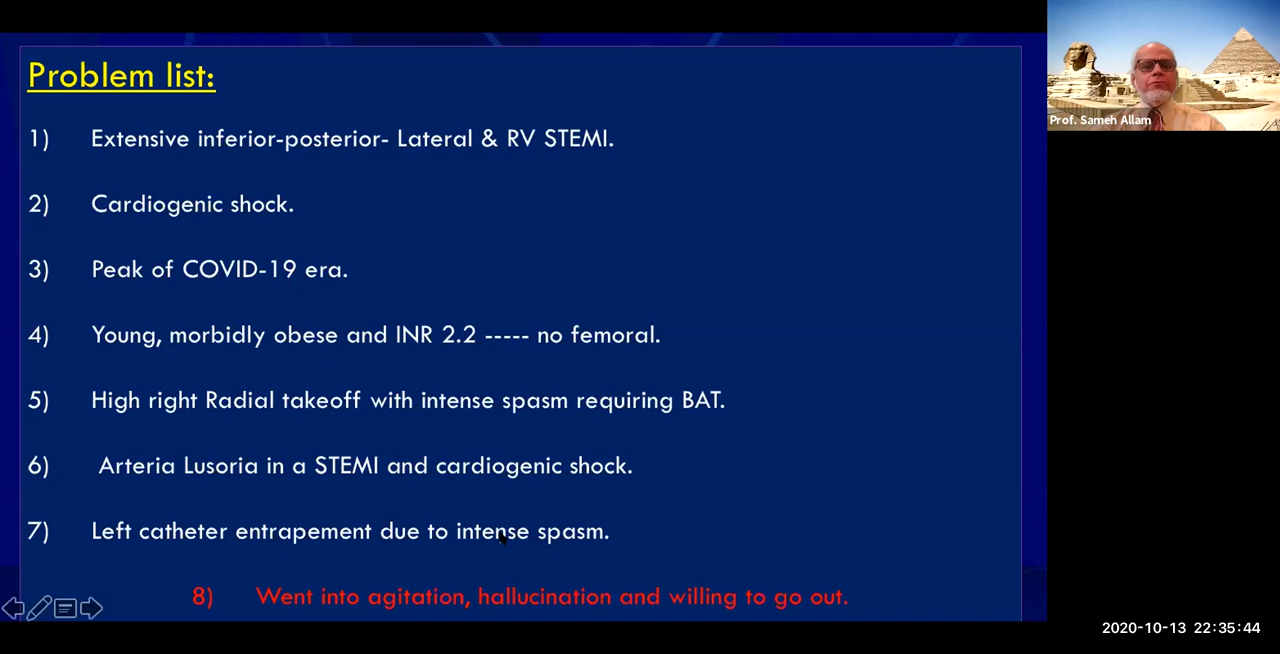 Problem list:
1) Extensive inferior-posterior- Lateral & RV STEMI.
2) Cardiogenic shock.
3) Peak of COVID-19 era.
4) Young, morbidly obese and INR 2.2 ----- no femoral.
5) High right Radial takeoff with intense spasm requiring BAT.
6) Arteria Lusoria in a STEMI and cardiogenic shock.
7) Left catheter entrapement due to intense spasm.
8) Went into agitation, hallucination and willing to go out.
Prof. Sameh Allam
2020-10-13 22:35:44